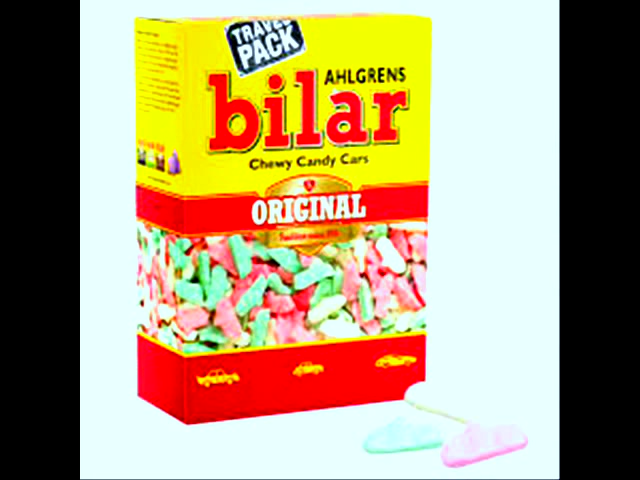 TRAVEL
PACK
AHLGRENS
bilar
Chewy Candy Cars
ORIGINAL